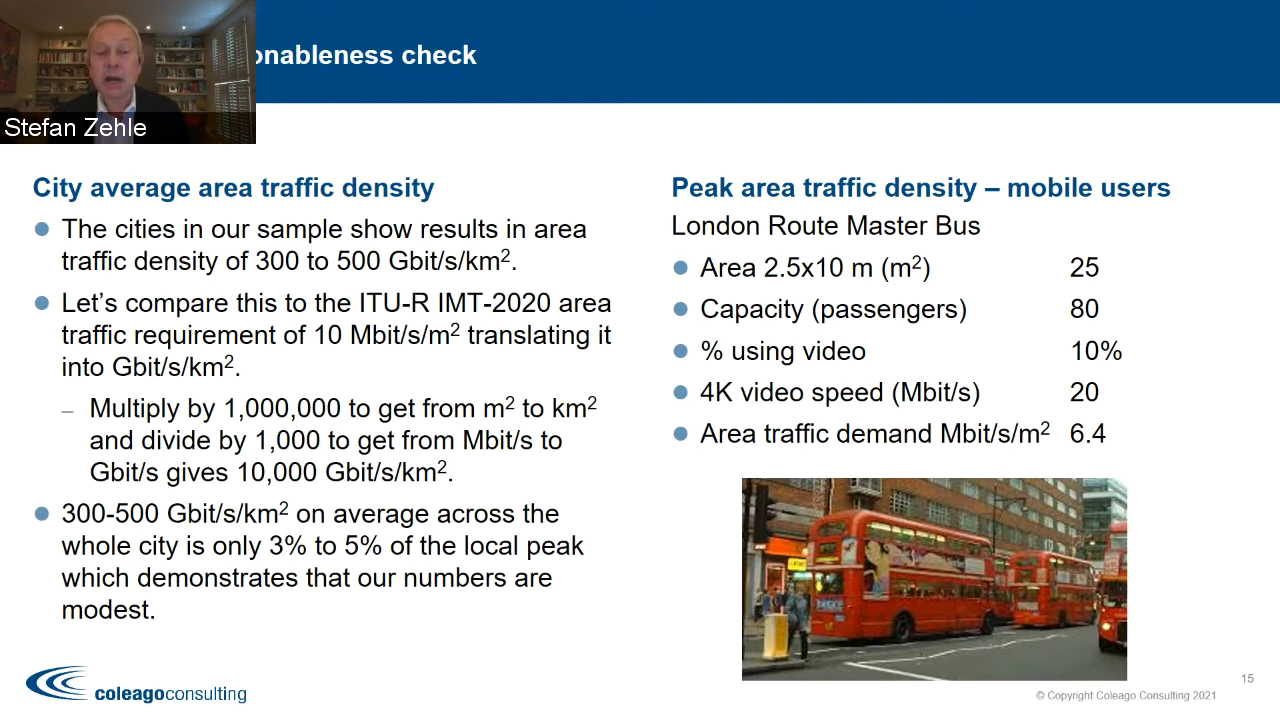 onableness check
Stefan Zehle
City average area traffic density
The cities in our sample show results in area
traffic density of 300 to 500 Gbit/s/km².
Let’s compare this to the ITU-R IMT-2020 area
traffic requirement of 10 Mbit/s/m² translating it
into Gbit/s/km².
– Multiply by 1,000,000 to get from m² to km²
and divide by 1,000 to get from Mbit/s to
Gbit/s gives 10,000 Gbit/s/km².
300-500 Gbit/s/km² on average across the
whole city is only 3% to 5% of the local peak
which demonstrates that our numbers are
modest.
Peak area traffic density – mobile users
London Route Master Bus
Area 2.5x10 m (m²) 25
Capacity (passengers) 80
% using video 10%
4K video speed (Mbit/s) 20
Area traffic demand Mbit/s/m² 6.4
coleagoconsulting
15
© Copyright Coleago Consulting 2021